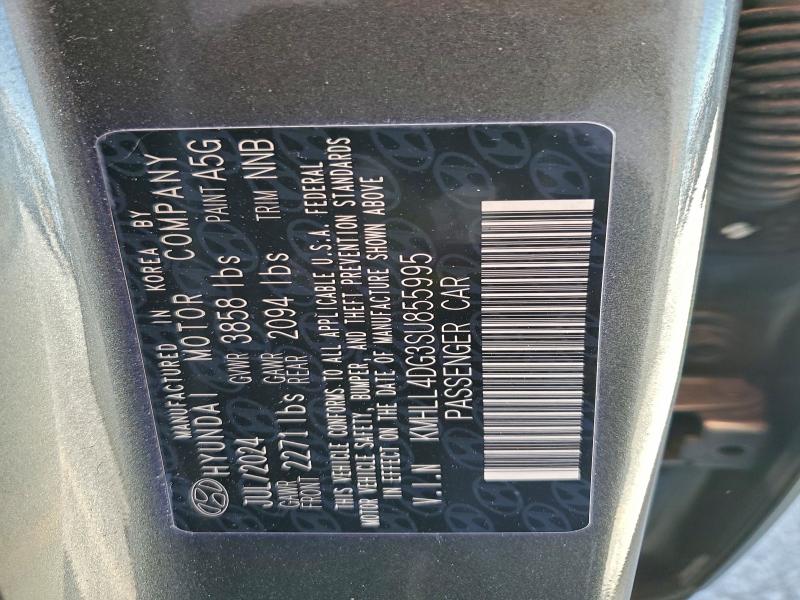 MANUFACTURED IN KOREA BY
HYUNDAI MOTOR COMPANY
JUL/2024 GVWR 3858 lbs PAINT A5G
GAWR FRONT 2271 lbs GAWR REAR 2094 lbs TRIM NNB
THIS VEHICLE CONFORMS TO ALL APPLICABLE U.S.A. FEDERAL
MOTOR VEHICLE SAFETY, BUMPER AND THEFT PREVENTION STANDARDS
IN EFFECT ON THE DATE OF MANUFACTURE SHOWN ABOVE
V.I.N KMHLL4DG3SU855995
PASSENGER CAR